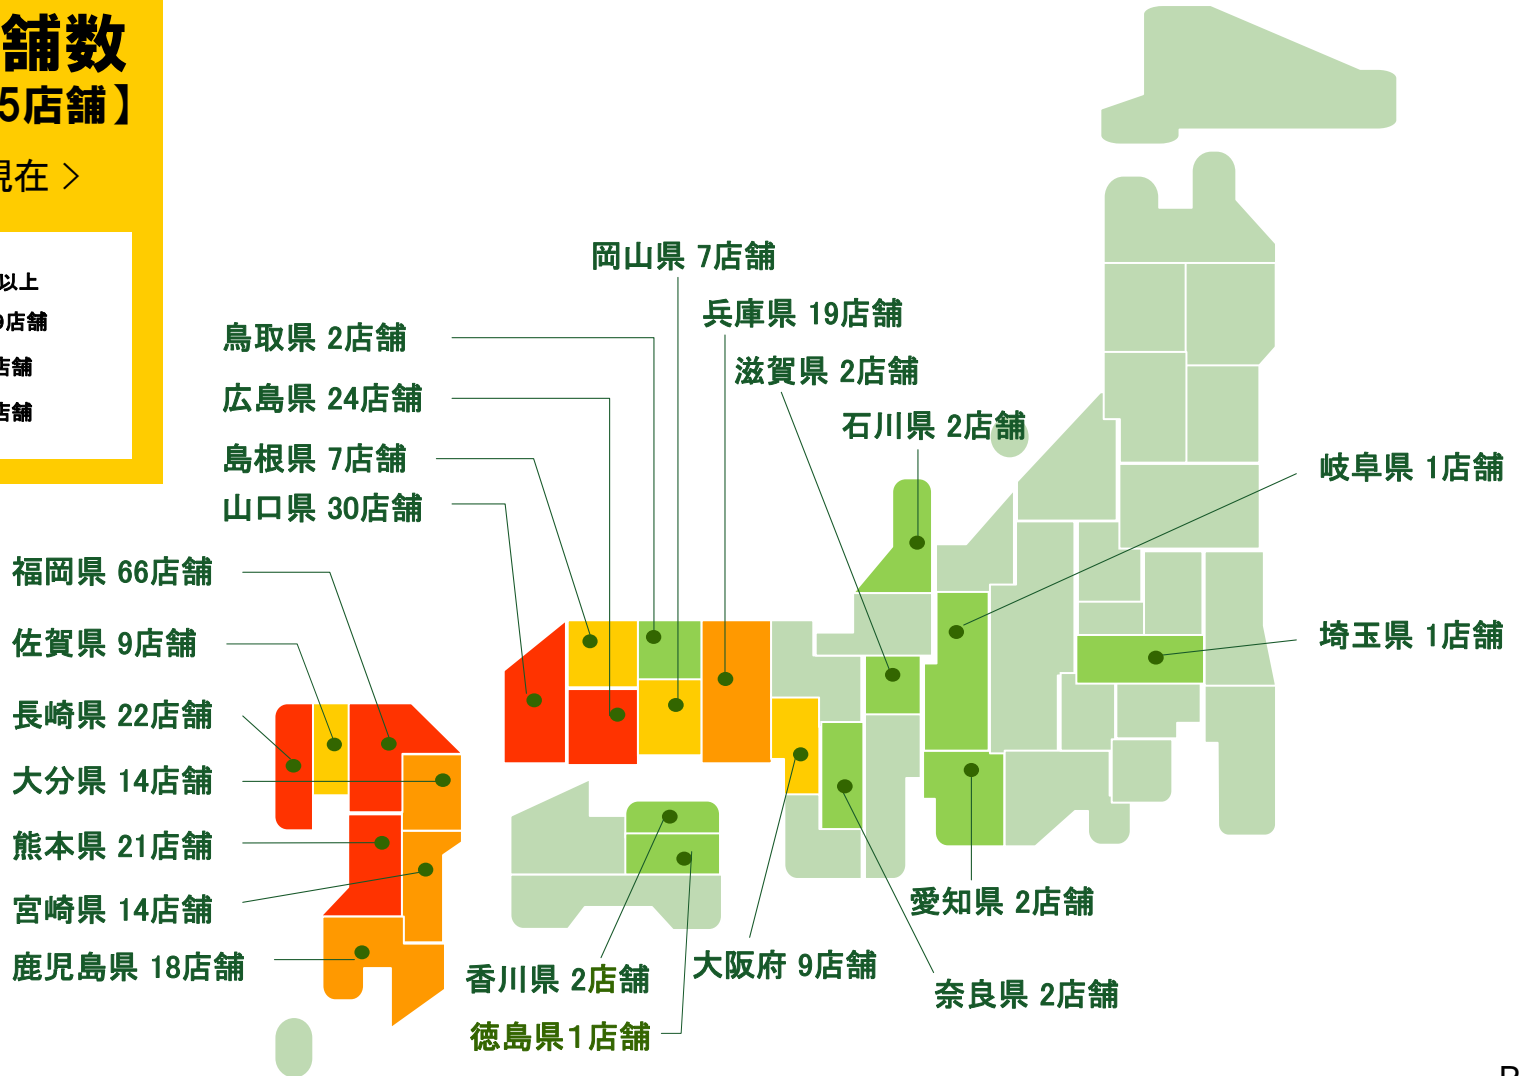 舗数
5店舗】
現在 >
以上
9店舗
店舗
店舗
岡山県 7店舗
兵庫県 19店舗
鳥取県 2店舗
滋賀県 2店舗
広島県 24店舗
石川県 2店舗
島根県 7店舗
岐阜県 1店舗
山口県 30店舗
福岡県 66店舗
佐賀県 9店舗
埼玉県 1店舗
長崎県 22店舗
大分県 14店舗
熊本県 21店舗
宮崎県 14店舗
愛知県 2店舗
鹿児島県 18店舗
香川県 2店舗
大阪府 9店舗
奈良県 2店舗
徳島県1店舗